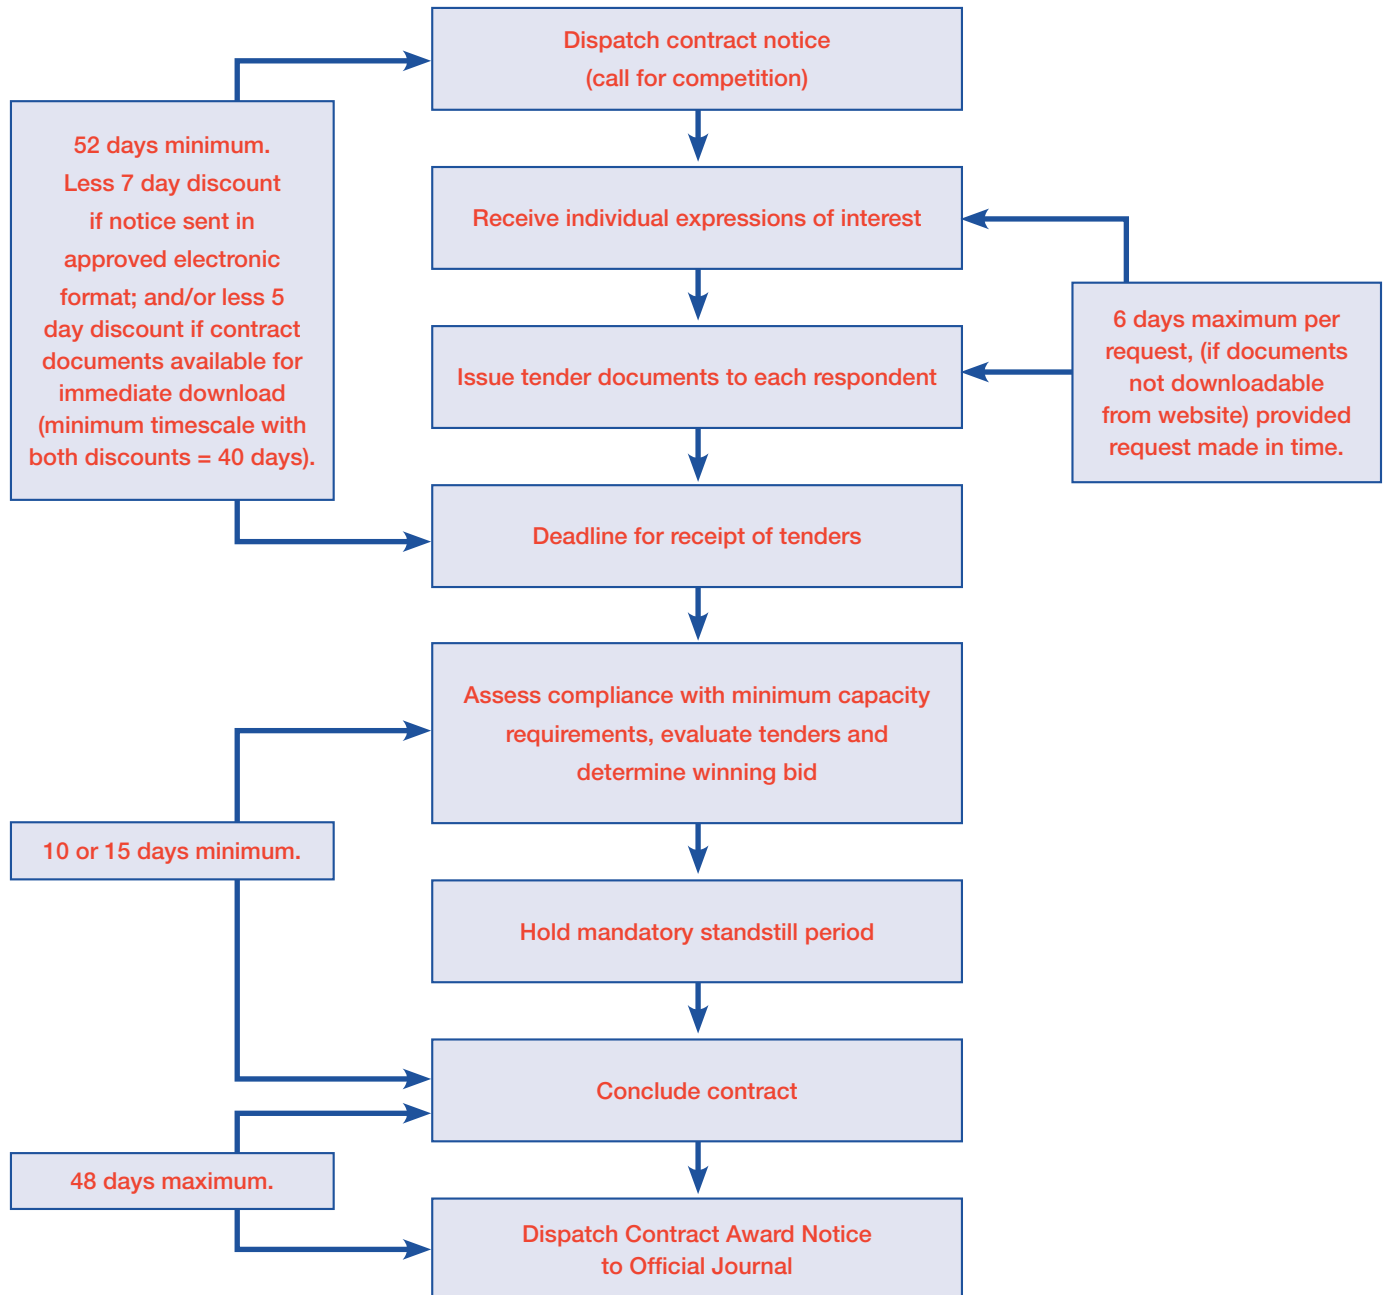 Dispatch contract notice
(call for competition)
52 days minimum.
Less 7 day discount
if notice sent in
approved electronic
format; and/or less 5
day discount if contract
documents available for
immediate download
(minimum timescale with
both discounts = 40 days).
Receive individual expressions of interest
6 days maximum per
request, (if documents
not downloadable
from website) provided
request made in time.
Issue tender documents to each respondent
Deadline for receipt of tenders
Assess compliance with minimum capacity
requirements, evaluate tenders and
determine winning bid
10 or 15 days minimum.
Hold mandatory standstill period
Conclude contract
48 days maximum.
Dispatch Contract Award Notice
to Official Journal